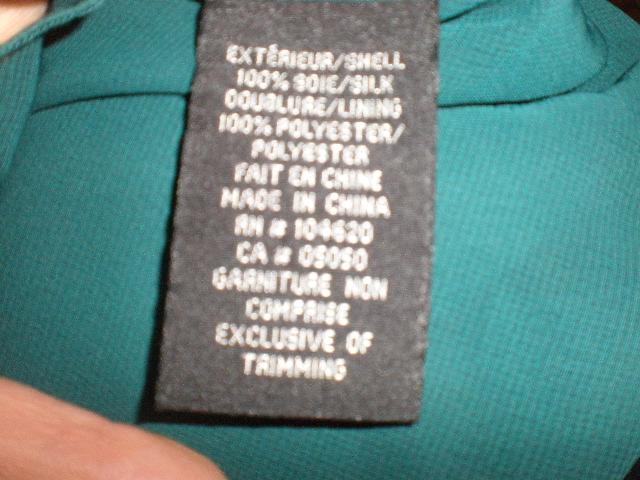 EXTÉRIEUR/SHELL
100% SOIE/SILK
DOUBLURE/LINING
100% POLYESTER/
POLYESTER
FAIT EN CHINE
MADE IN CHINA
RN # 104620
CA # 05050
GARNITURE NON
COMPRISE
EXCLUSIVE OF
TRIMMING